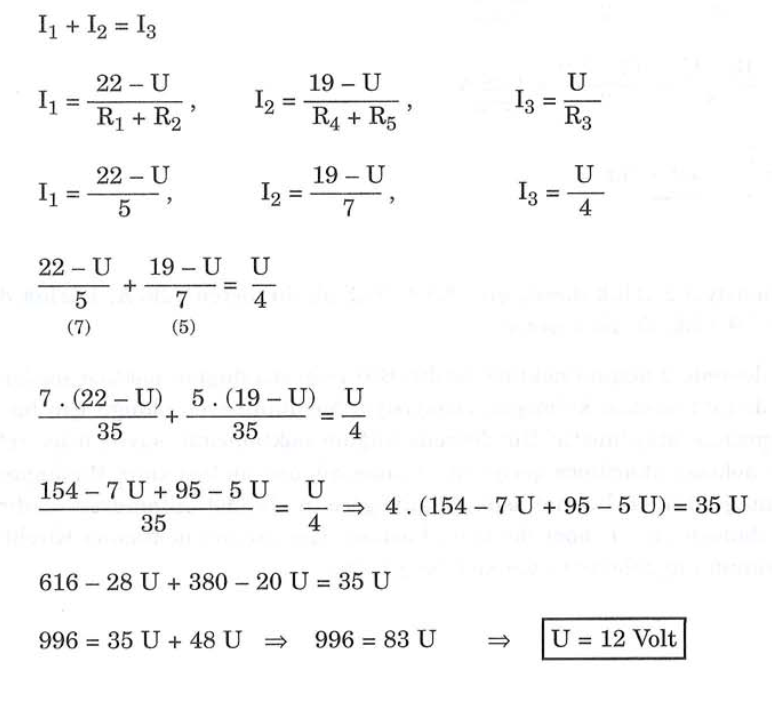 I₁ + I₂ = I₃
I₁ = (22 – U)/(R₁ + R₂) , I₂ = (19 – U)/(R₄ + R₅) , I₃ = U/R₃
I₁ = (22 – U)/5 , I₂ = (19 – U)/7 , I₃ = U/4
(22 – U)/5 + (19 – U)/7 = U/4
(7) (5)
7 . (22 – U)/35 + 5 . (19 – U)/35 = U/4
(154 – 7 U + 95 – 5 U)/35 = U/4 ⇒ 4 . (154 – 7 U + 95 – 5 U) = 35 U
616 – 28 U + 380 – 20 U = 35 U
996 = 35 U + 48 U ⇒ 996 = 83 U ⇒ U = 12 Volt